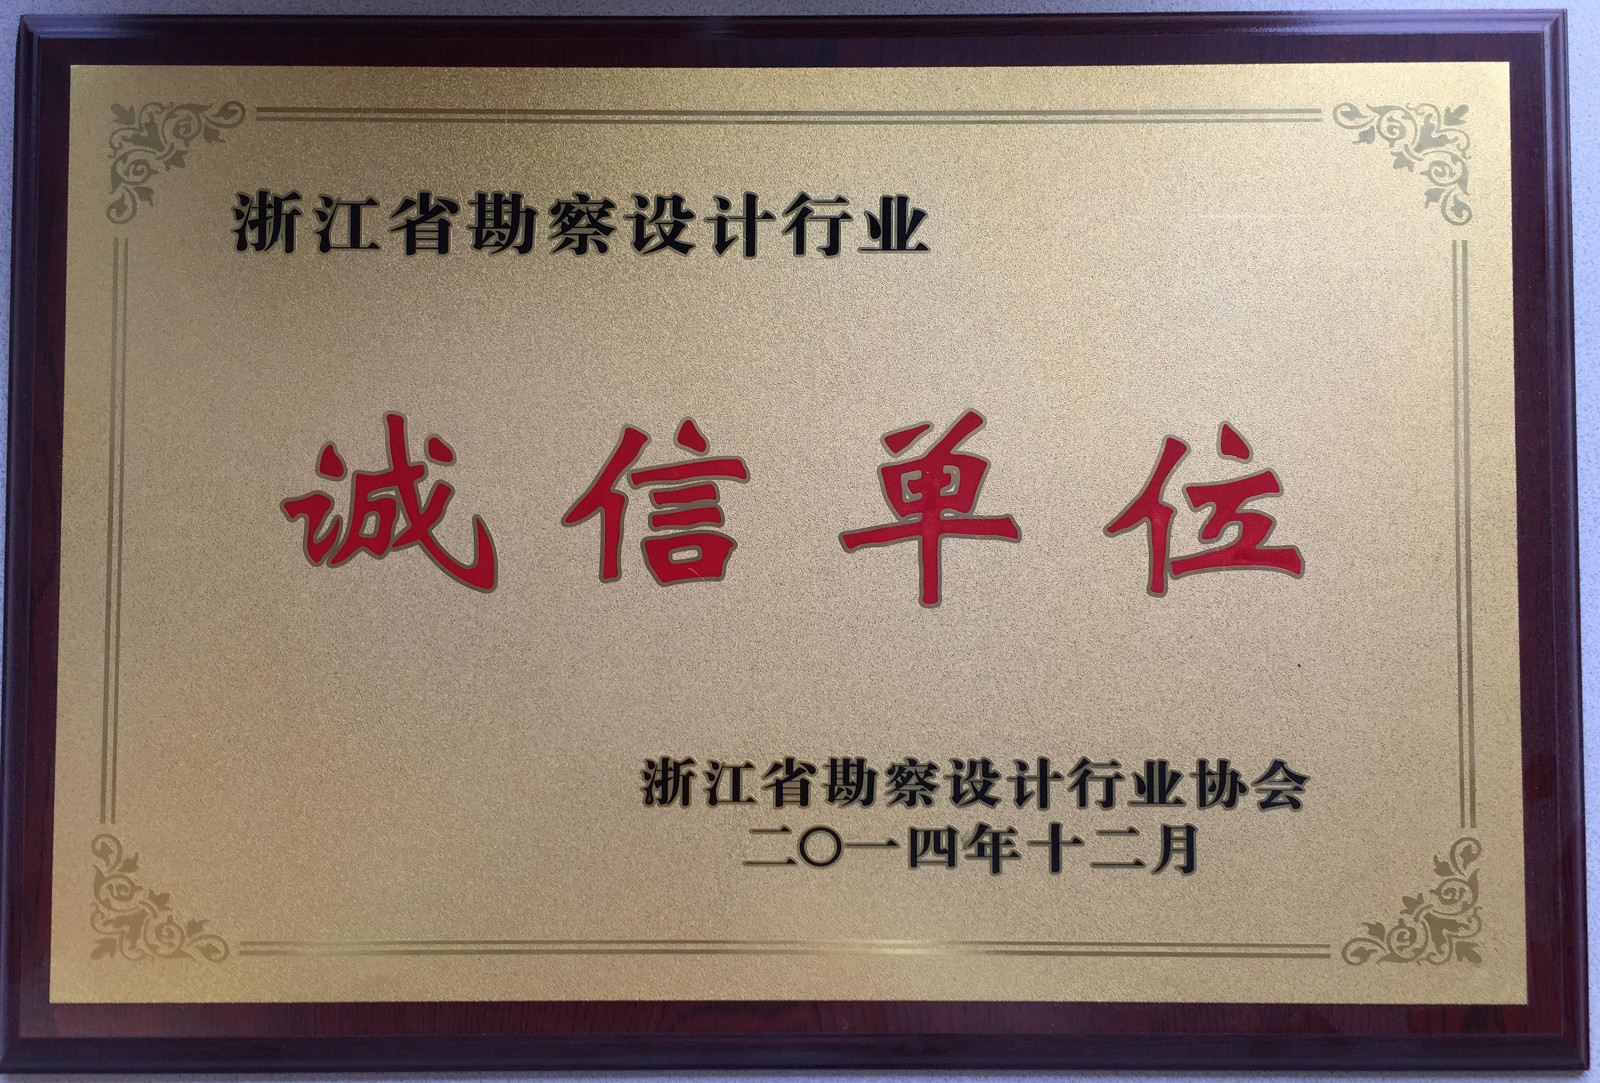 浙江省勘察设计行业
诚信单位
浙江省勘察设计行业协会
二〇一四年十二月